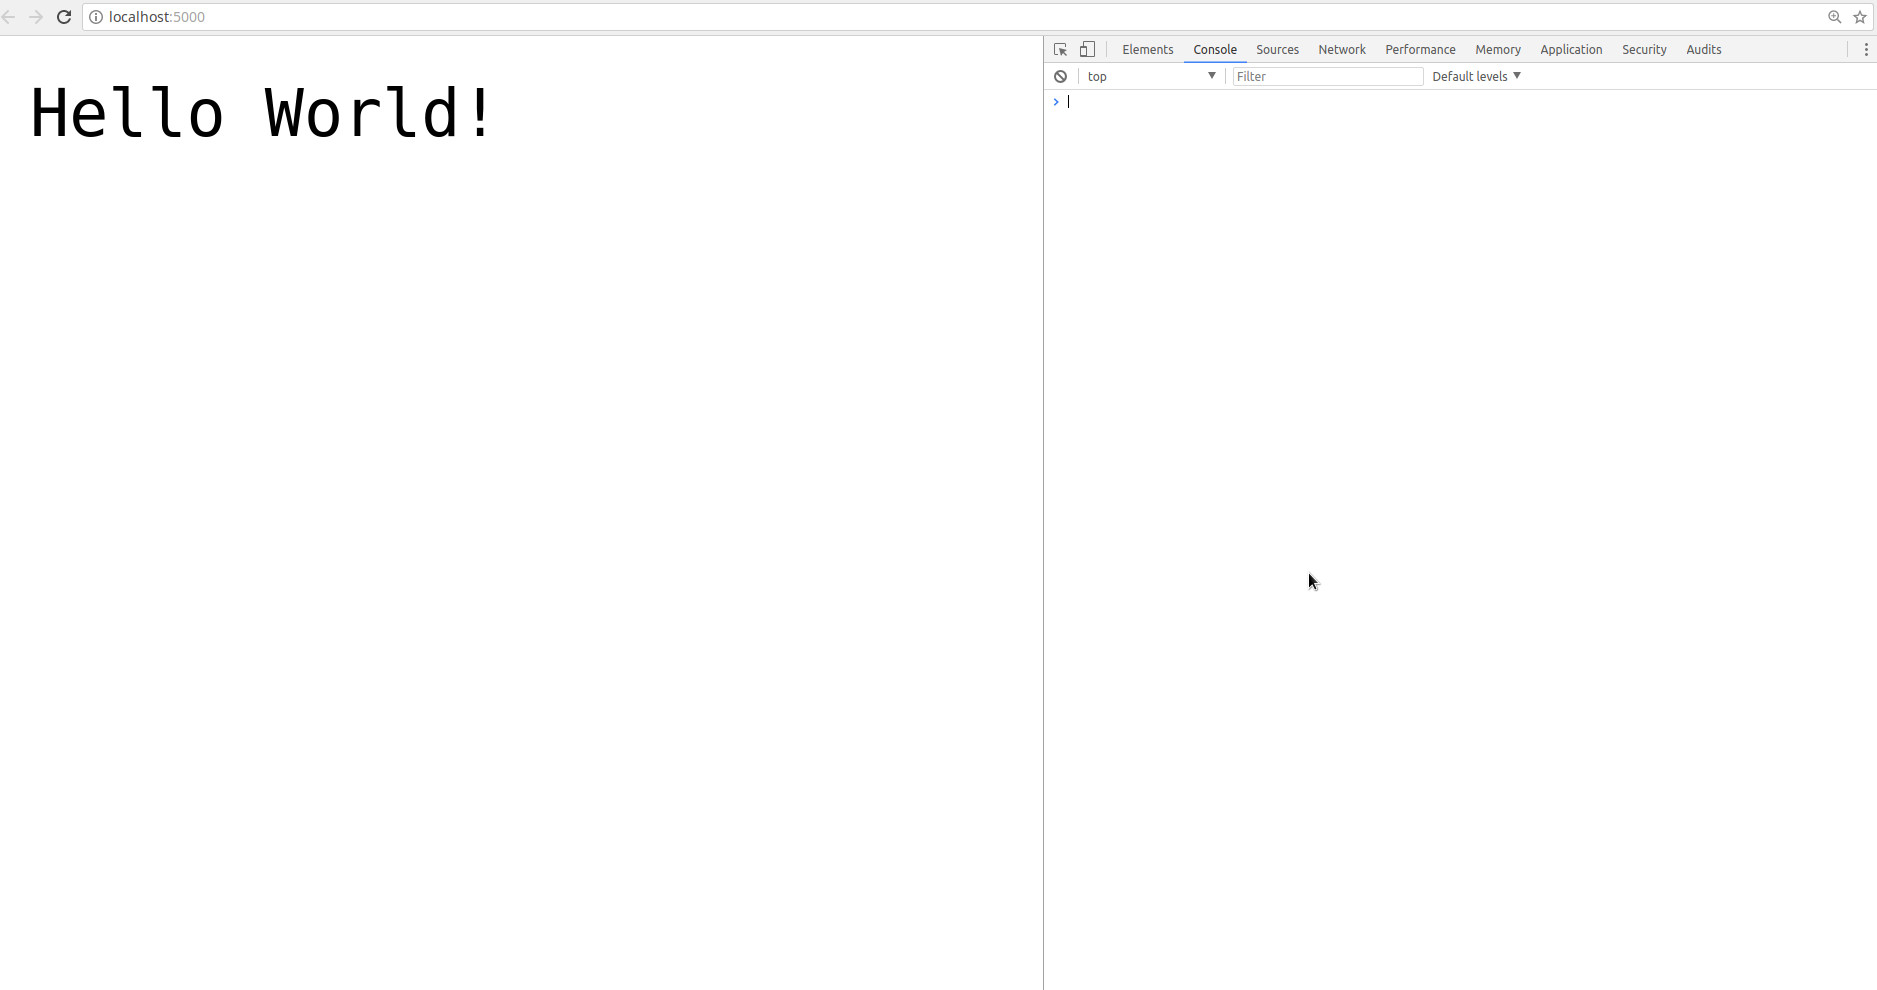 localhost:5000
Elements Console Sources Network Performance Memory Application Security Audits
top Filter Default levels
Hello World!